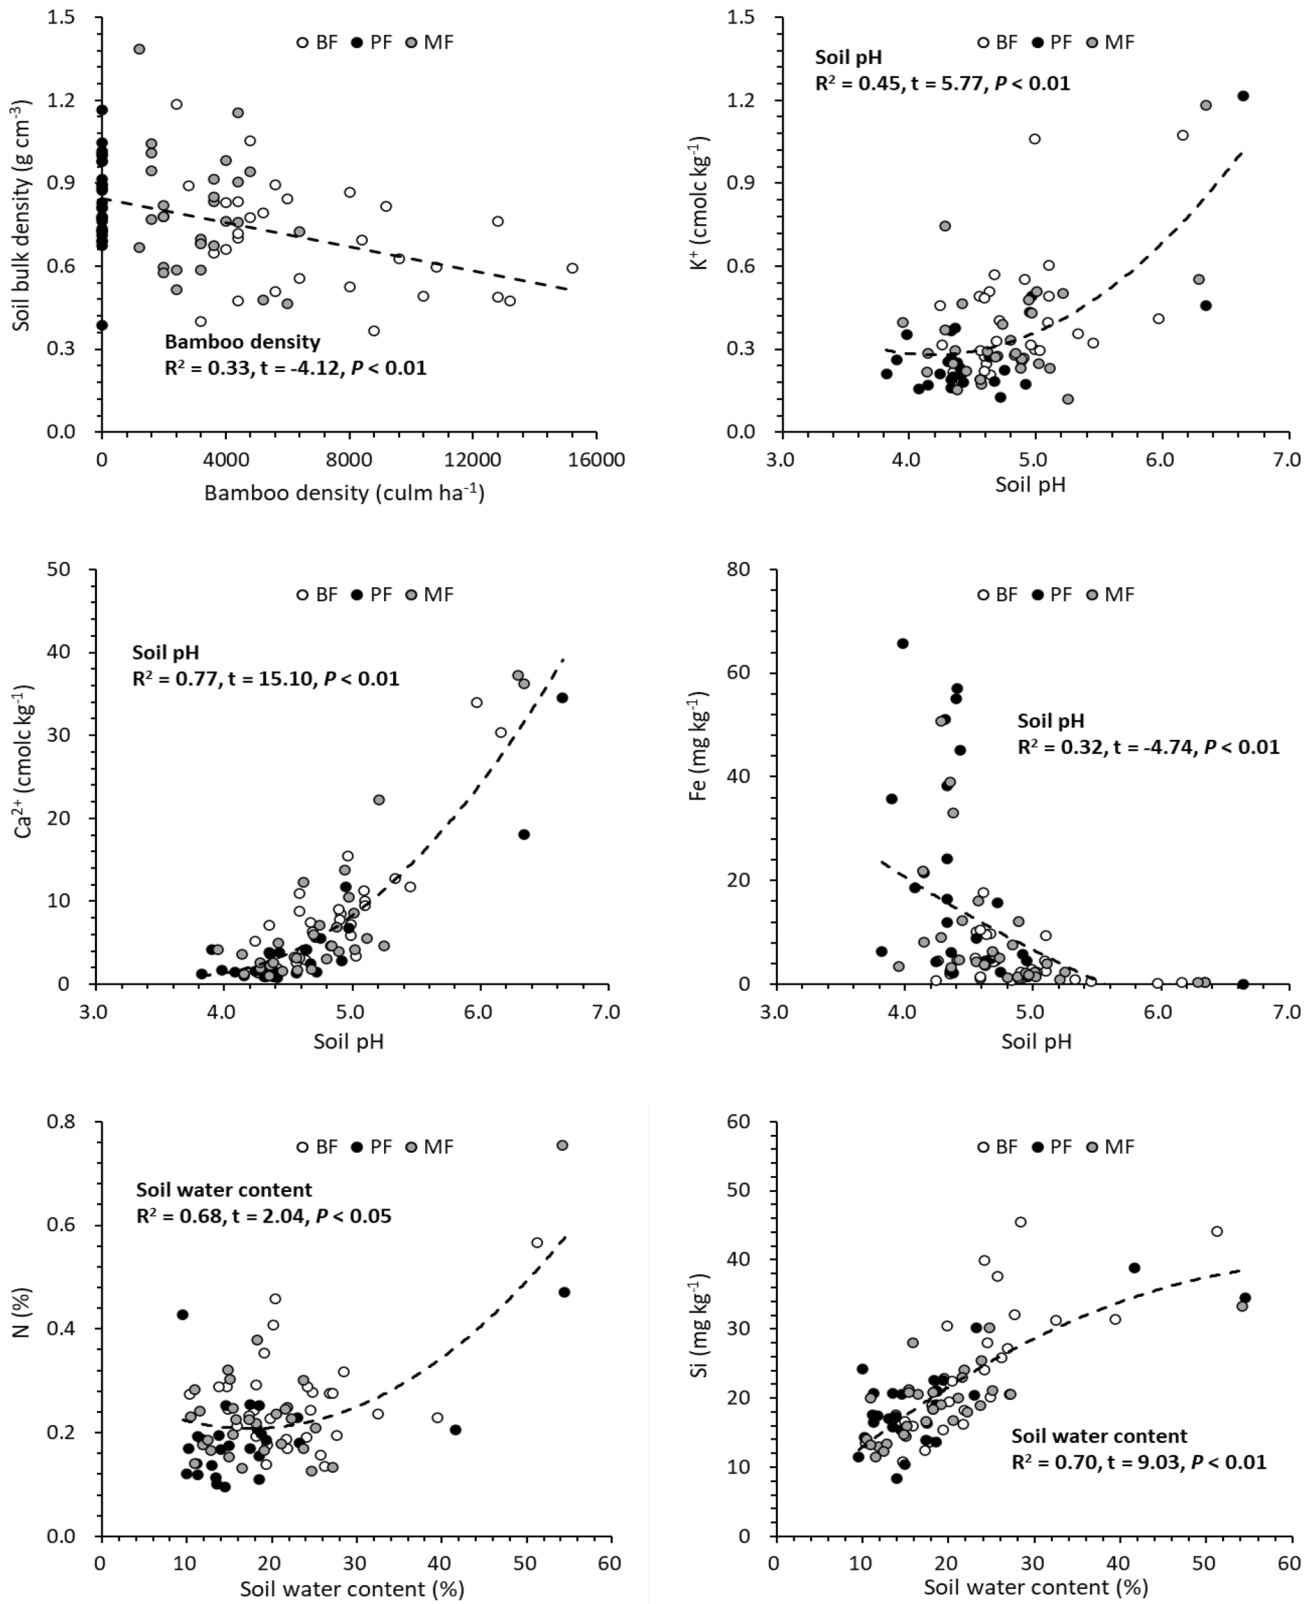 1.5
1.2
0.9
0.6
0.3
0.0
Soil bulk density (g cm-3)
BF PF MF
Bamboo density
R2 = 0.33, t = -4.12, P < 0.01
0 4000 8000 12000 16000
Bamboo density (culm ha-1)
1.5
1.2
0.9
0.6
0.3
0.0
K+ (cmolc kg-1)
BF PF MF
Soil pH
R2 = 0.45, t = 5.77, P < 0.01
3.0 4.0 5.0 6.0 7.0
Soil pH
50
40
30
20
10
0
Ca2+ (cmolc kg-1)
BF PF MF
Soil pH
R2 = 0.77, t = 15.10, P < 0.01
3.0 4.0 5.0 6.0 7.0
Soil pH
80
60
40
20
0
Fe (mg kg-1)
BF PF MF
Soil pH
R2 = 0.32, t = -4.74, P < 0.01
3.0 4.0 5.0 6.0 7.0
Soil pH
0.8
0.6
0.4
0.2
0.0
N (%)
BF PF MF
Soil water content
R2 = 0.68, t = 2.04, P < 0.05
0 10 20 30 40 50 60
Soil water content (%)
60
50
40
30
20
10
0
Si (mg kg-1)
BF PF MF
Soil water content
R2 = 0.70, t = 9.03, P < 0.01
0 10 20 30 40 50 60
Soil water content (%)